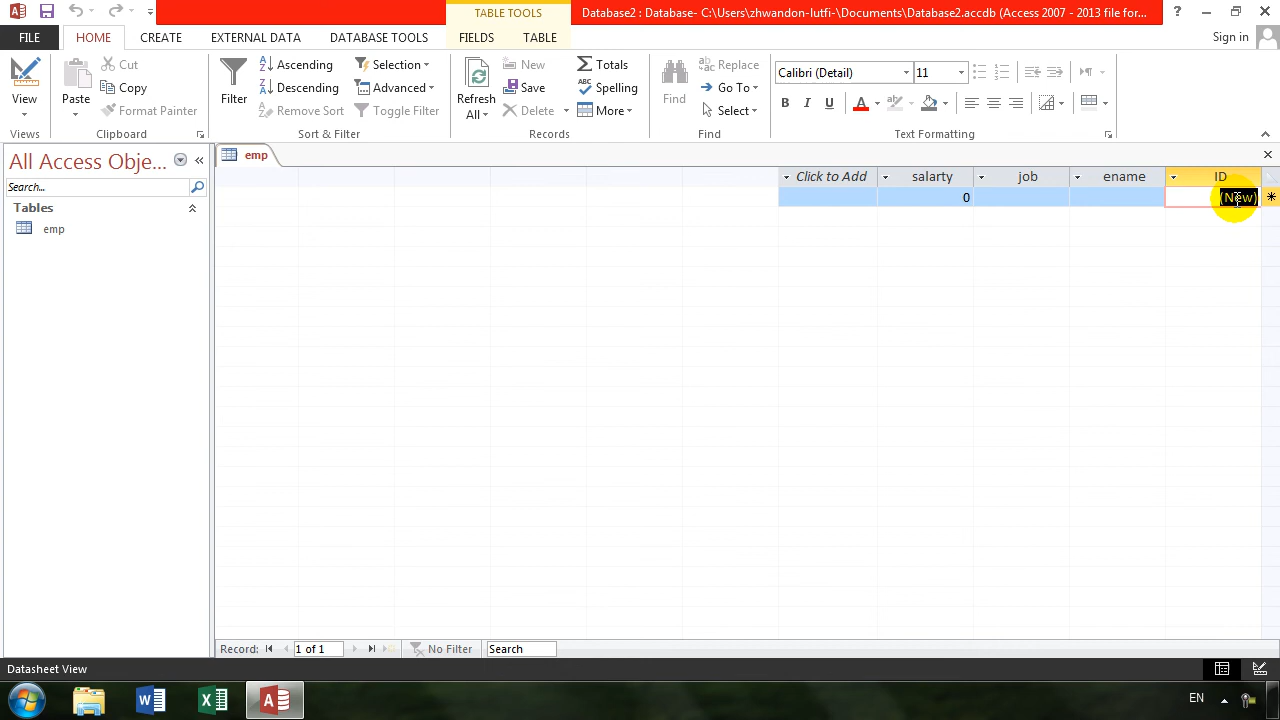 TABLE TOOLS
Database2 : Database- C:\Users\zhwandon-lutfi-\Documents\Database2.accdb (Access 2007 - 2013 file for...
?
FILE HOME CREATE EXTERNAL DATA DATABASE TOOLS FIELDS TABLE
Sign in
View
Views
Paste
Cut
Copy
Format Painter
Clipboard
Filter
Ascending
Descending
Remove Sort
Selection
Advanced
Toggle Filter
Sort & Filter
Refresh
All
New
Save
Delete
Totals
Spelling
More
Records
Find
Replace
Go To
Select
Find
Calibri (Detail) 11
B I U A
Text Formatting
All Access Obje...
Search...
Tables
emp
emp
Click to Add salarty job ename ID
0 (New)
Record: 1 of 1 No Filter Search
Datasheet View
EN